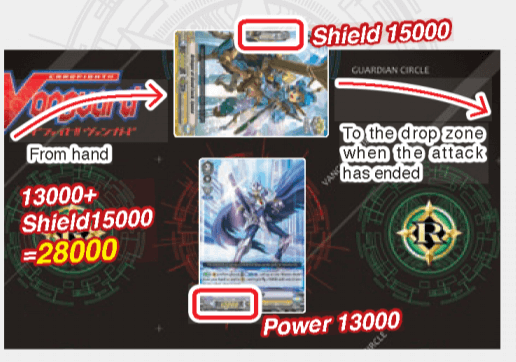 Shield 15000
GUARDIAN CIRCLE
CARDFIGHT!!
Vanguard
From hand
To the drop zone
when the attack
has ended
13000+
Shield15000
=28000
R
R
Power 13000